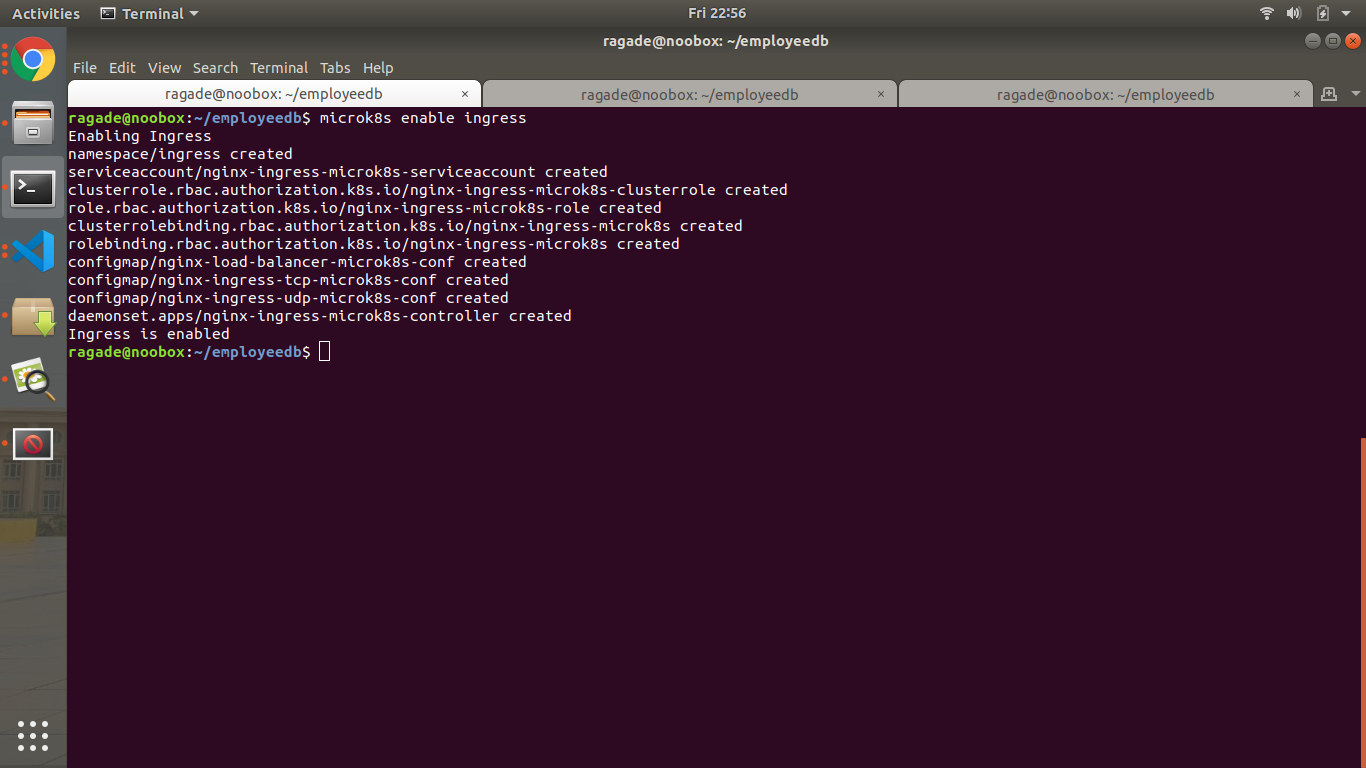 Activities Terminal Fri 22:56
ragade@noobox: ~/employeedb
File Edit View Search Terminal Tabs Help
ragade@noobox: ~/employeedb × ragade@noobox: ~/employeedb × ragade@noobox: ~/employeedb ×
ragade@noobox:~/employeedb$ microk8s enable ingress
Enabling Ingress
namespace/ingress created
serviceaccount/nginx-ingress-microk8s-serviceaccount created
clusterrole.rbac.authorization.k8s.io/nginx-ingress-microk8s-clusterrole created
role.rbac.authorization.k8s.io/nginx-ingress-microk8s-role created
clusterrolebinding.rbac.authorization.k8s.io/nginx-ingress-microk8s created
rolebinding.rbac.authorization.k8s.io/nginx-ingress-microk8s created
configmap/nginx-load-balancer-microk8s-conf created
configmap/nginx-ingress-tcp-microk8s-conf created
configmap/nginx-ingress-udp-microk8s-conf created
daemonset.apps/nginx-ingress-microk8s-controller created
Ingress is enabled
ragade@noobox:~/employeedb$